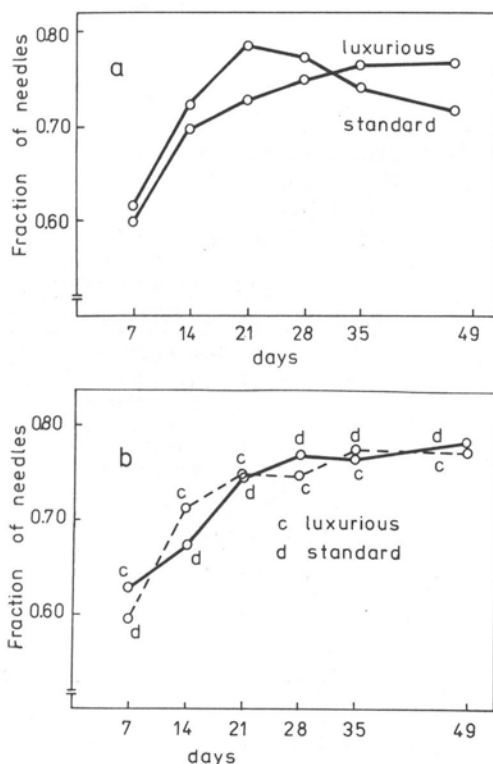 0.80
a
luxurious
0.70
standard
0.60
Fraction of needles
7 14 21 28 35 49
days
0.80
b
c
d
d
d
c
c
c
c
0.70
d
d
c luxurious
d standard
c
0.60
d
Fraction of needles
7 14 21 28 35 49
days